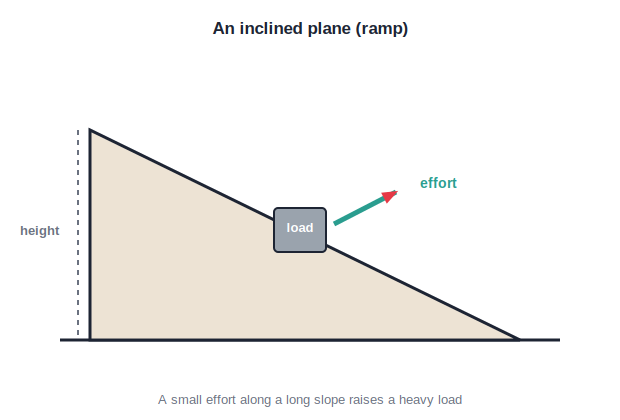 An inclined plane (ramp)
effort
load
height
A small effort along a long slope raises a heavy load